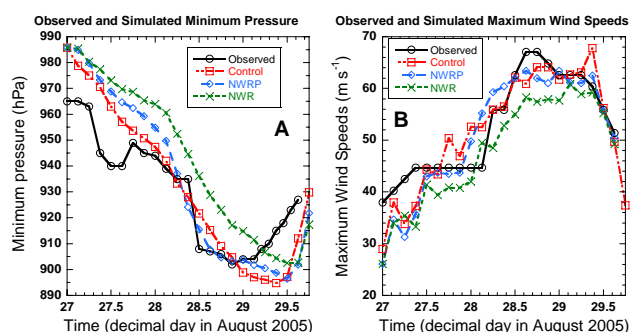 Observed and Simulated Minimum Pressure
990
980
970
960
950
940
930
920
910
900
890
Minimum pressure (hPa)
Observed
Control
NWRP
NWR
A
27
27.5
28
28.5
29
29.5
Time (decimal day in August 2005)
Observed and Simulated Maximum Wind Speeds
70
60
50
40
30
20
Maximum Wind Speeds (m s⁻¹)
Observed
Control
NWRP
NWR
B
27
27.5
28
28.5
29
29.5
Time (decimal day in August 2005)